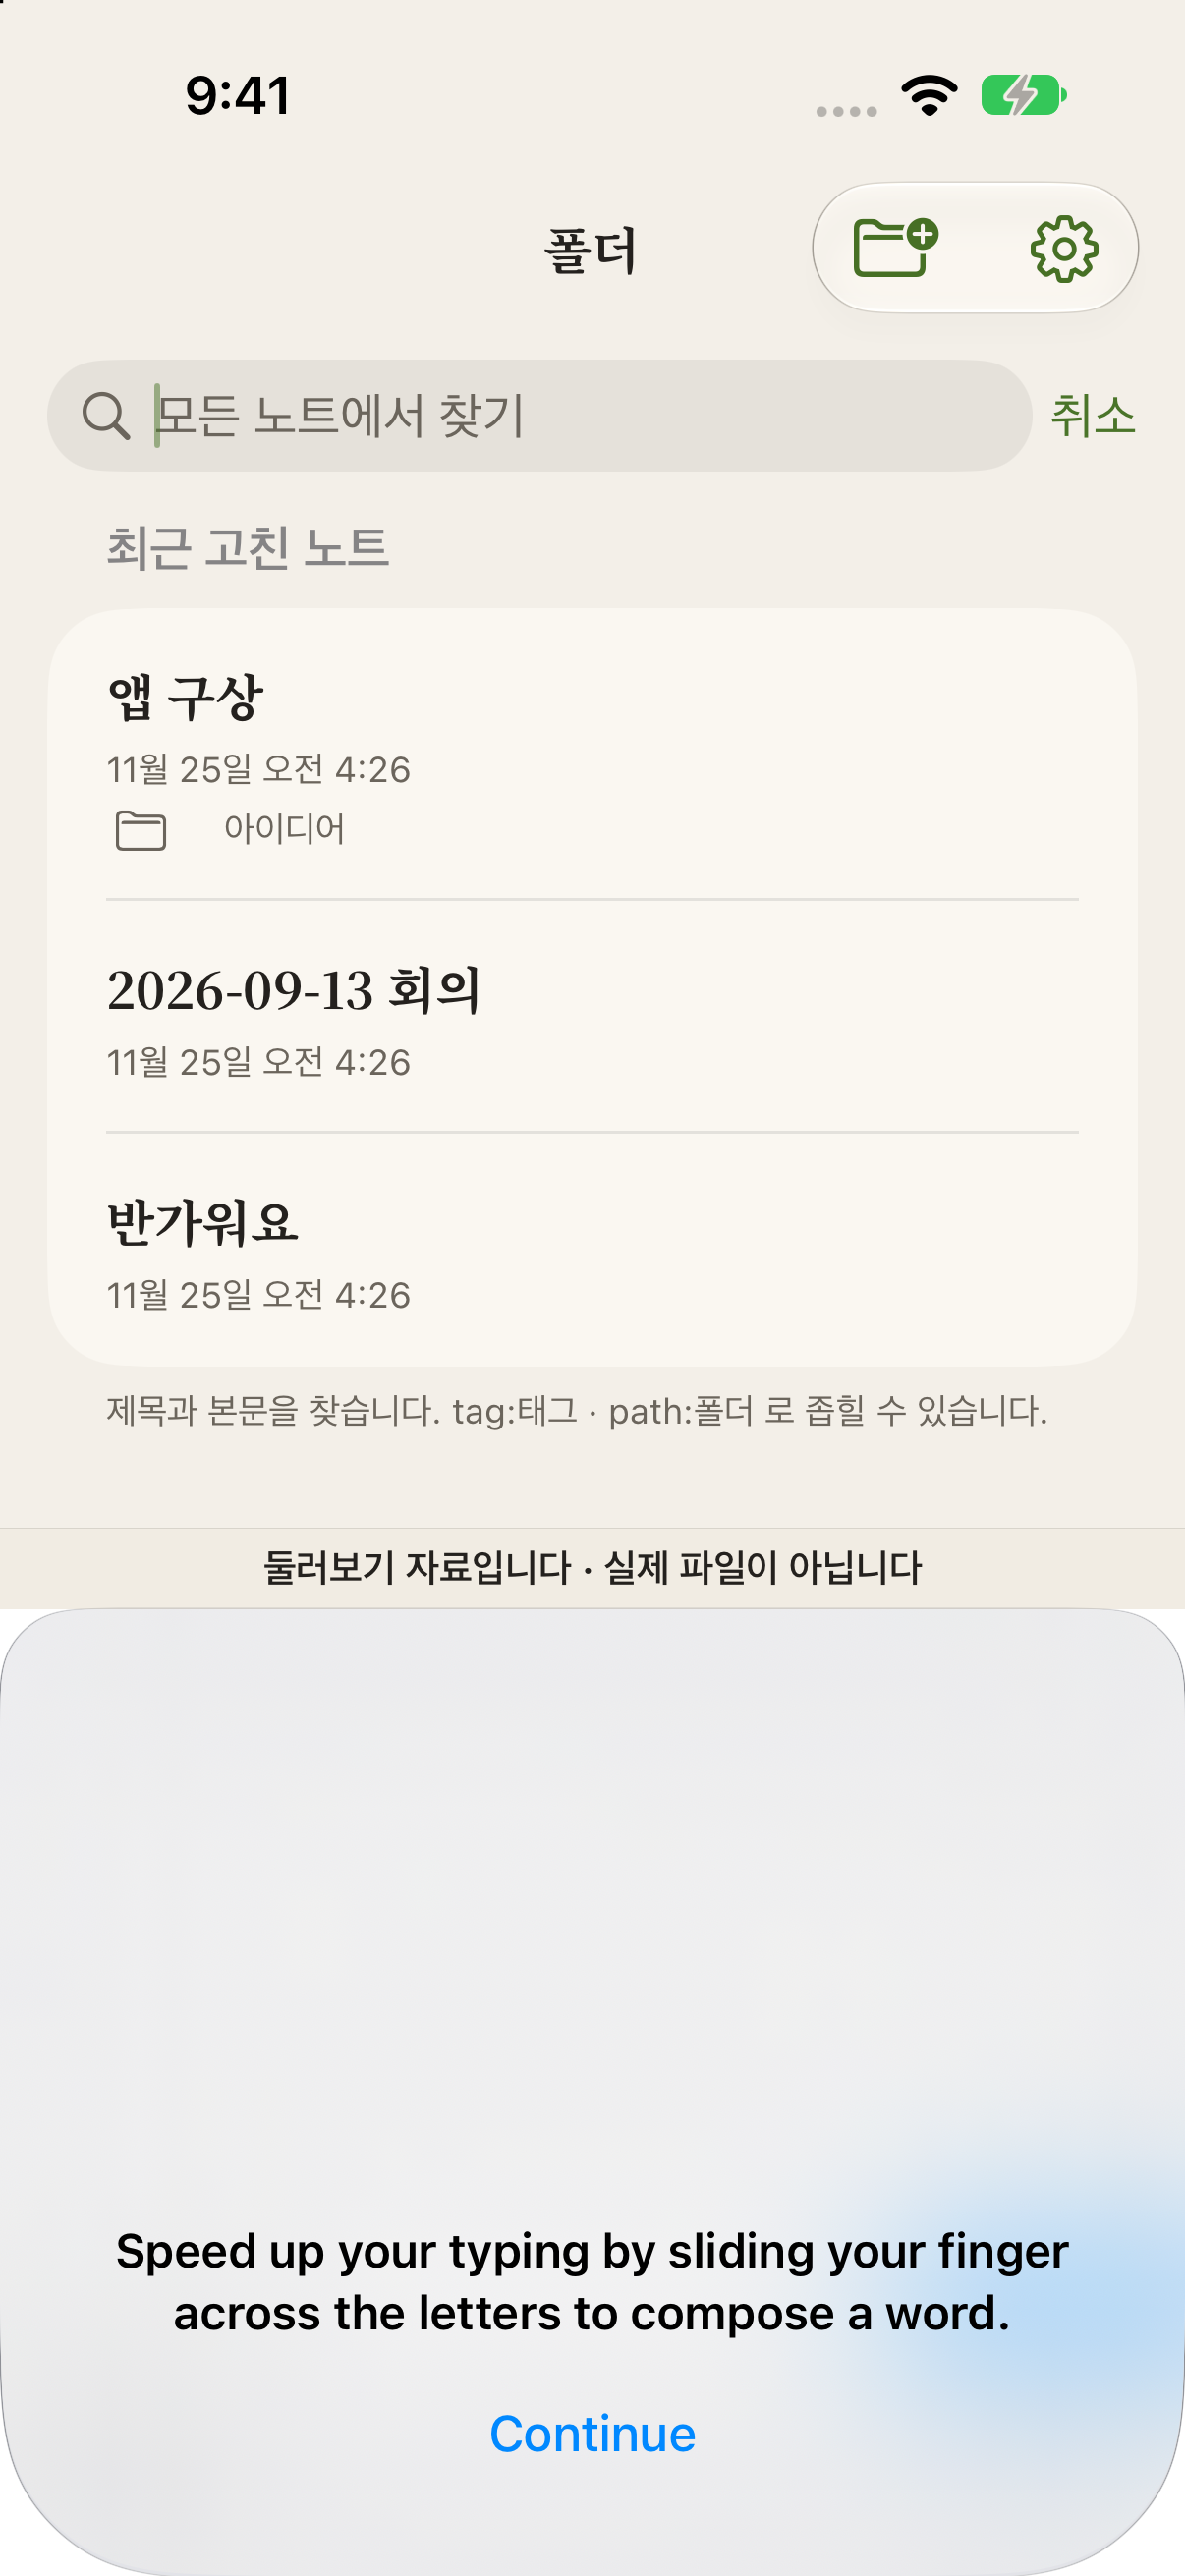 9:41
폴더
모든 노트에서 찾기
취소
최근 고친 노트
앱 구상
11월 25일 오전 4:26
아이디어
2026-09-13 회의
11월 25일 오전 4:26
반가워요
11월 25일 오전 4:26
제목과 본문을 찾습니다. tag:태그 · path:폴더 로 좁힐 수 있습니다.
둘러보기 자료입니다 · 실제 파일이 아닙니다
Speed up your typing by sliding your finger
across the letters to compose a word.
Continue